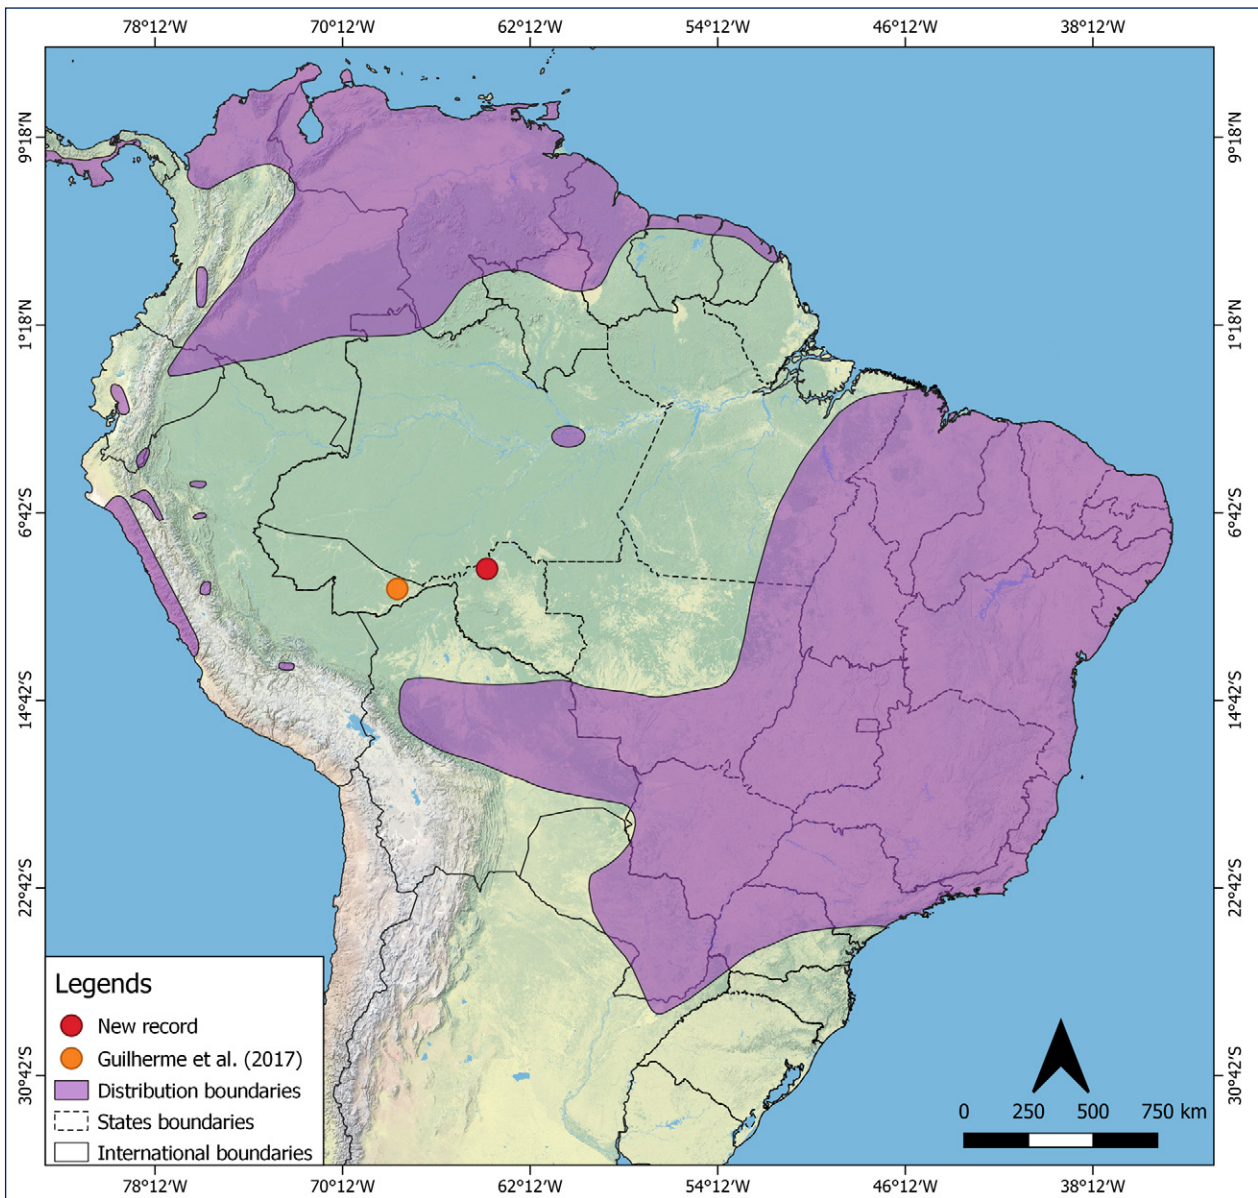 78°12'W 70°12'W 62°12'W 54°12'W 46°12'W 38°12'W
9°18'N 9°18'N
1°18'N 1°18'N
6°42'S 6°42'S
14°42'S 14°42'S
22°42'S 22°42'S
30°42'S 30°42'S
Legends
New record
Guilherme et al. (2017)
Distribution boundaries
States boundaries
International boundaries
0 250 500 750 km
78°12'W 70°12'W 62°12'W 54°12'W 46°12'W 38°12'W